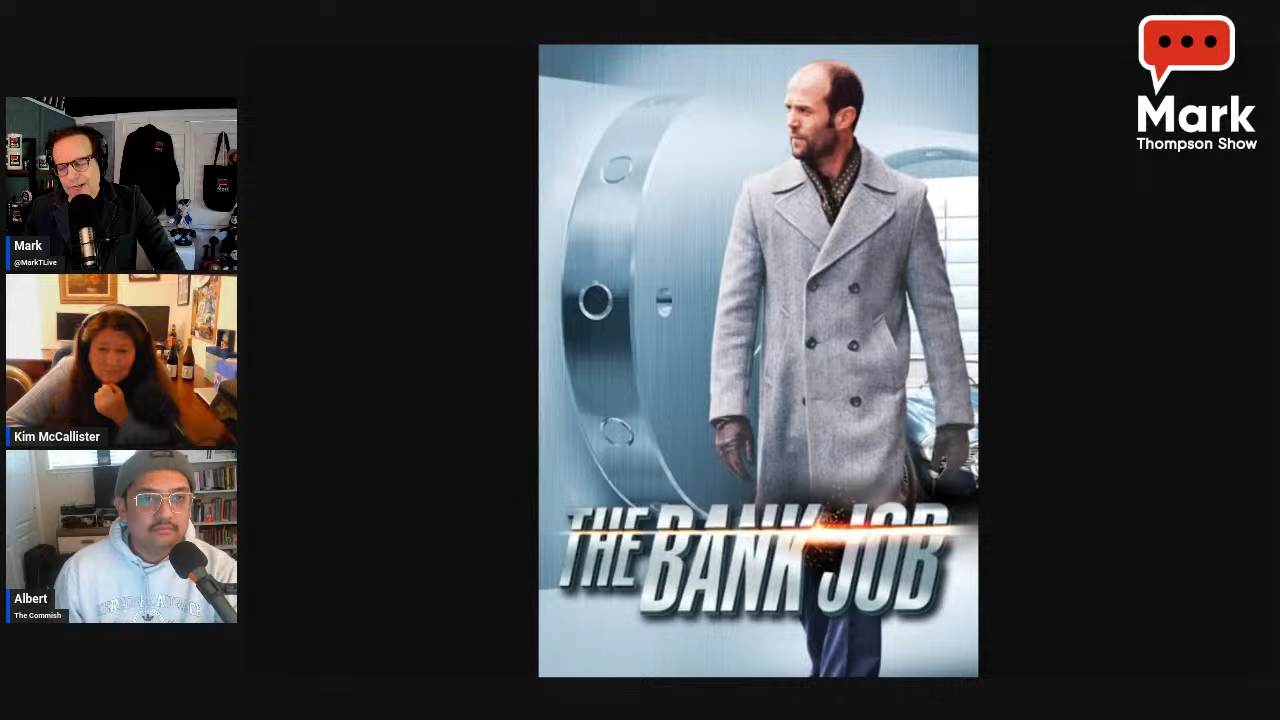 Mark
Thompson Show
Mark
@MarkTLive
Kim McCallister
Albert
The Commish
THE BANK JOB